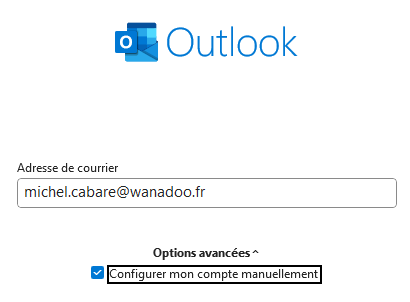 Outlook
Adresse de courrier
michel.cabare@wanadoo.fr
Options avancées ^
Configurer mon compte manuellement